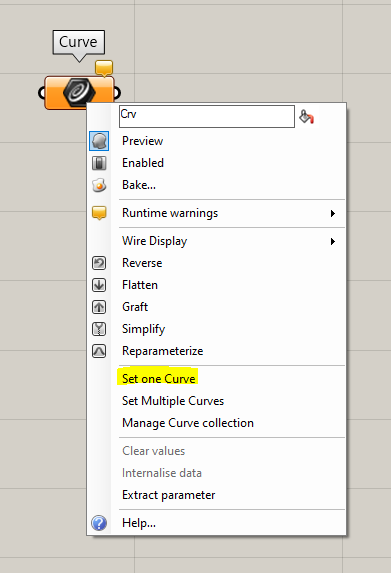 Curve
Crv
Preview
Enabled
Bake...
Runtime warnings
Wire Display
Reverse
Flatten
Graft
Simplify
Reparameterize
Set one Curve
Set Multiple Curves
Manage Curve collection
Clear values
Internalise data
Extract parameter
Help...